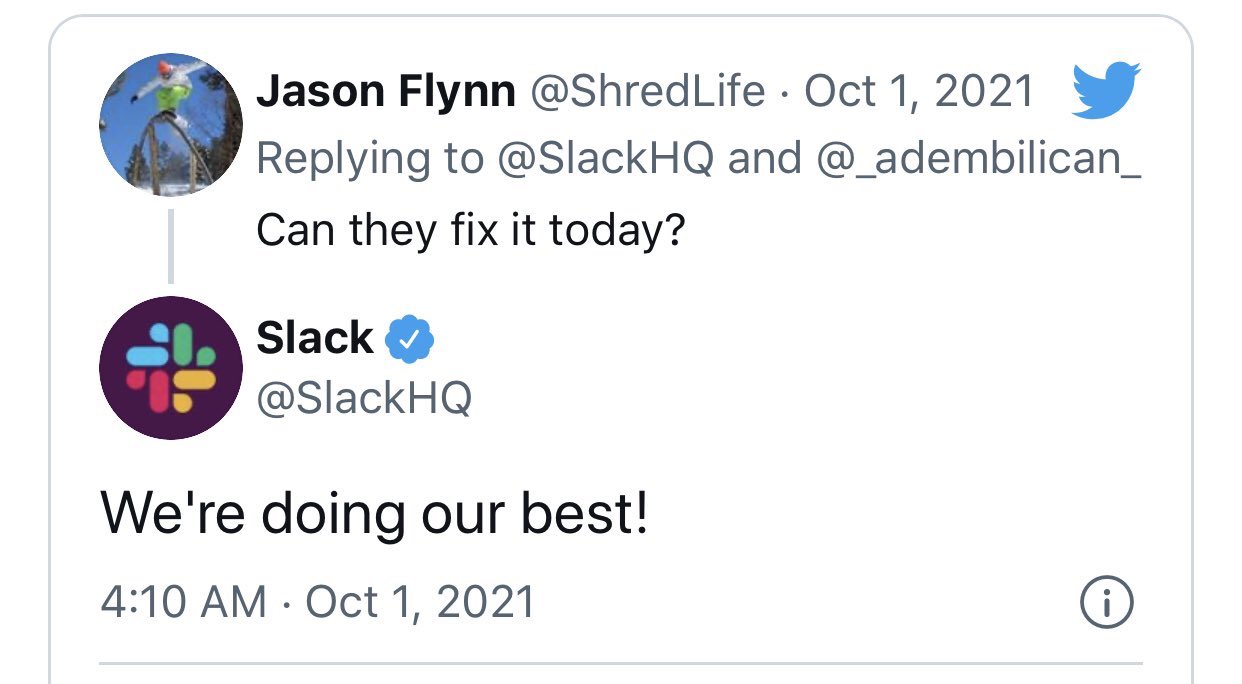 Jason Flynn @ShredLife · Oct 1, 2021
Replying to @SlackHQ and @_adembilican_
Can they fix it today?
Slack
@SlackHQ
We're doing our best!
4:10 AM · Oct 1, 2021